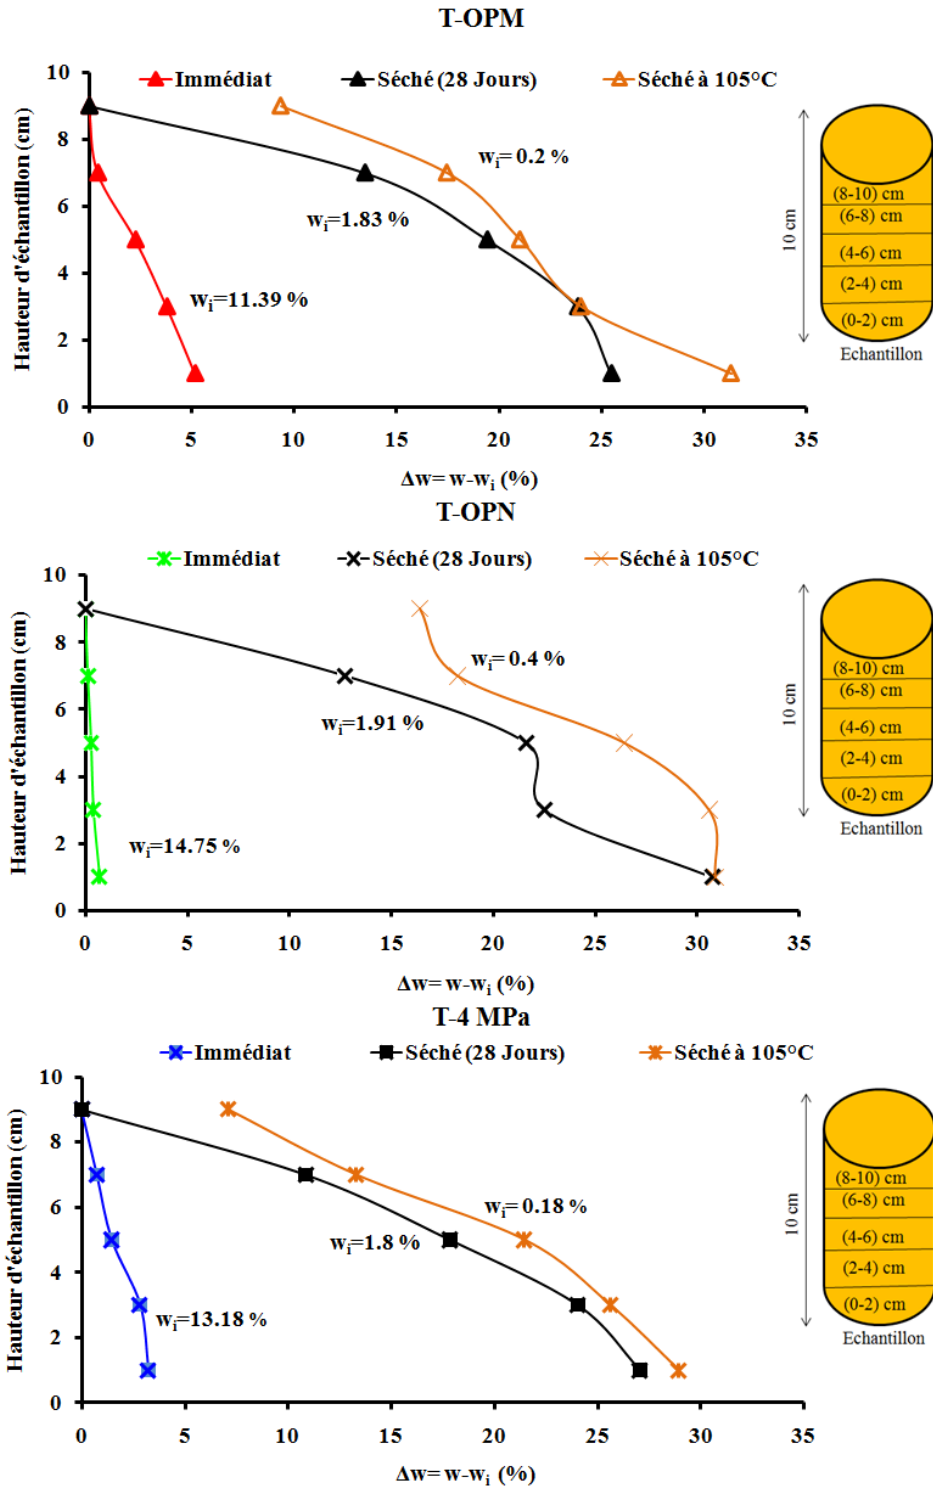 T-OPM
Immédiat
Séché (28 Jours)
Séché à 105°C
Hauteur d'échantillon (cm)
10
8
6
4
2
0
wi= 0.2 %
wi=1.83 %
wi=11.39 %
0 5 10 15 20 25 30 35
Δw= w-wi (%)
10 cm
(8-10) cm
(6-8) cm
(4-6) cm
(2-4) cm
(0-2) cm
Echantillon
T-OPN
Immédiat
Séché (28 Jours)
Séché à 105°C
Hauteur d'échantillon (cm)
10
8
6
4
2
0
wi= 0.4 %
wi=1.91 %
wi=14.75 %
0 5 10 15 20 25 30 35
Δw= w-wi (%)
10 cm
(8-10) cm
(6-8) cm
(4-6) cm
(2-4) cm
(0-2) cm
Echantillon
T-4 MPa
Immédiat
Séché (28 Jours)
Séché à 105°C
Hauteur d'échantillon (cm)
10
8
6
4
2
0
wi= 0.18 %
wi=1.8 %
wi=13.18 %
0 5 10 15 20 25 30 35
Δw= w-wi (%)
10 cm
(8-10) cm
(6-8) cm
(4-6) cm
(2-4) cm
(0-2) cm
Echantillon